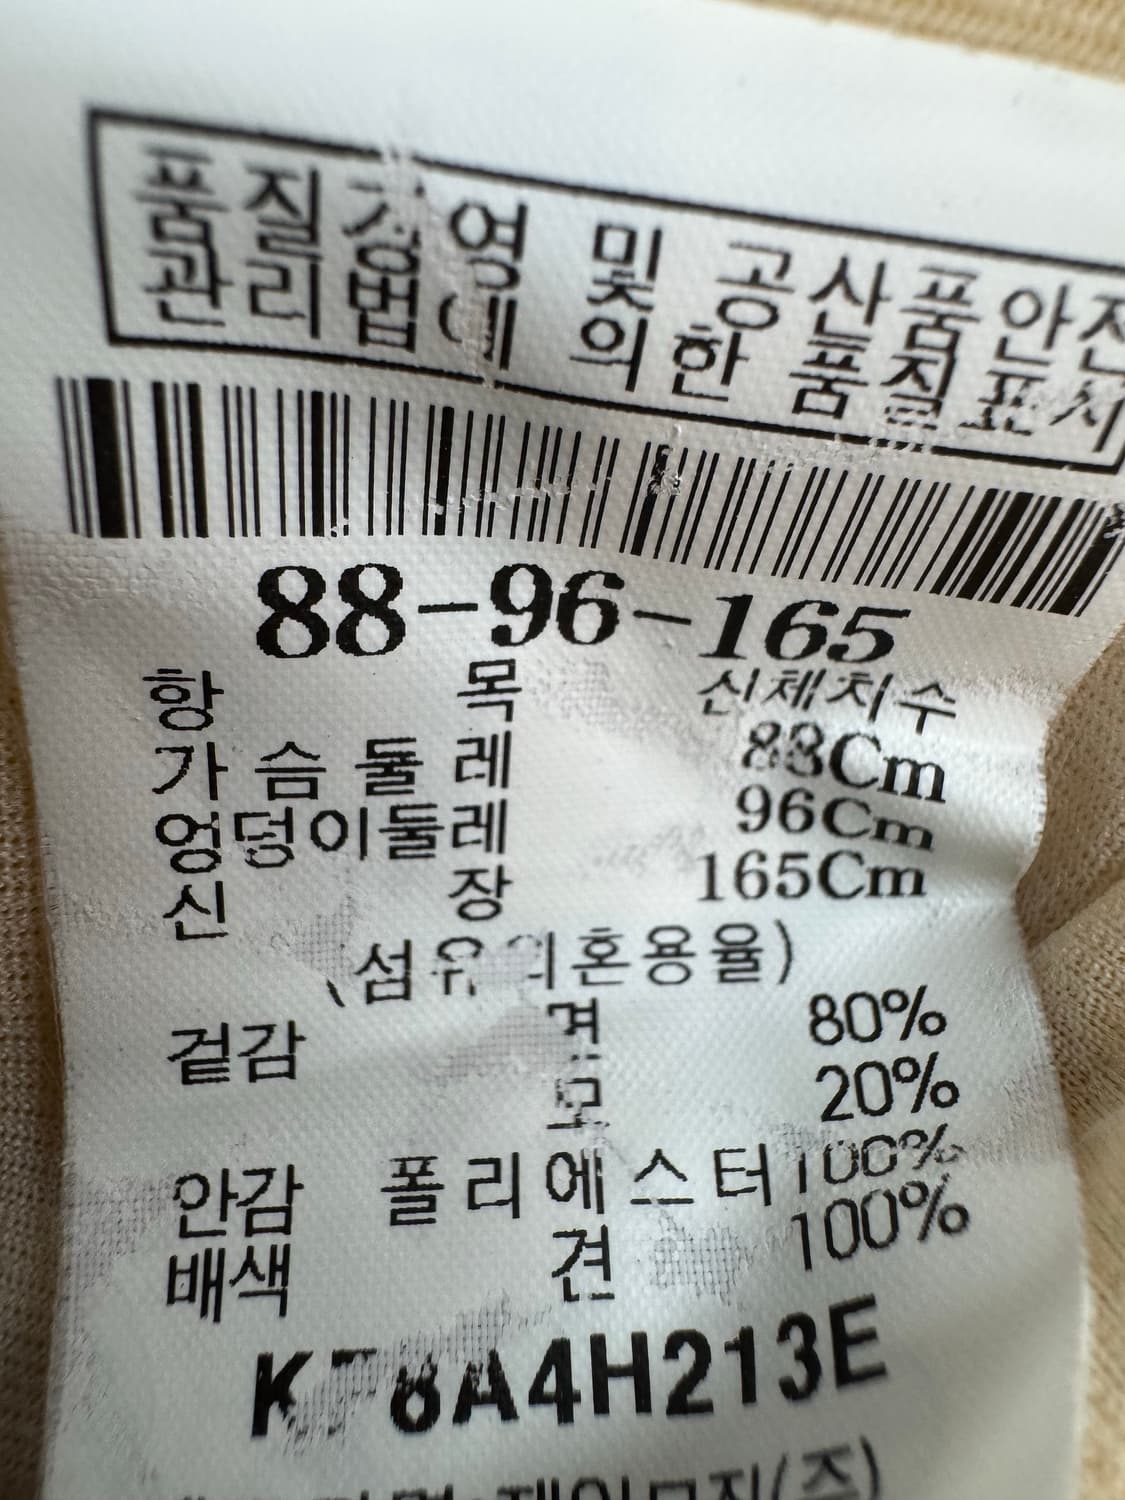 품질경영 및 공산품안전
관리법에 의한 품질표시
88-96-165
항 목 신체치수
가슴둘레 88Cm
엉덩이둘레 96Cm
신장 165Cm
(섬유의혼용율)
겉감 면 80%
모 20%
안감 폴리에스터 100%
배색 견 100%